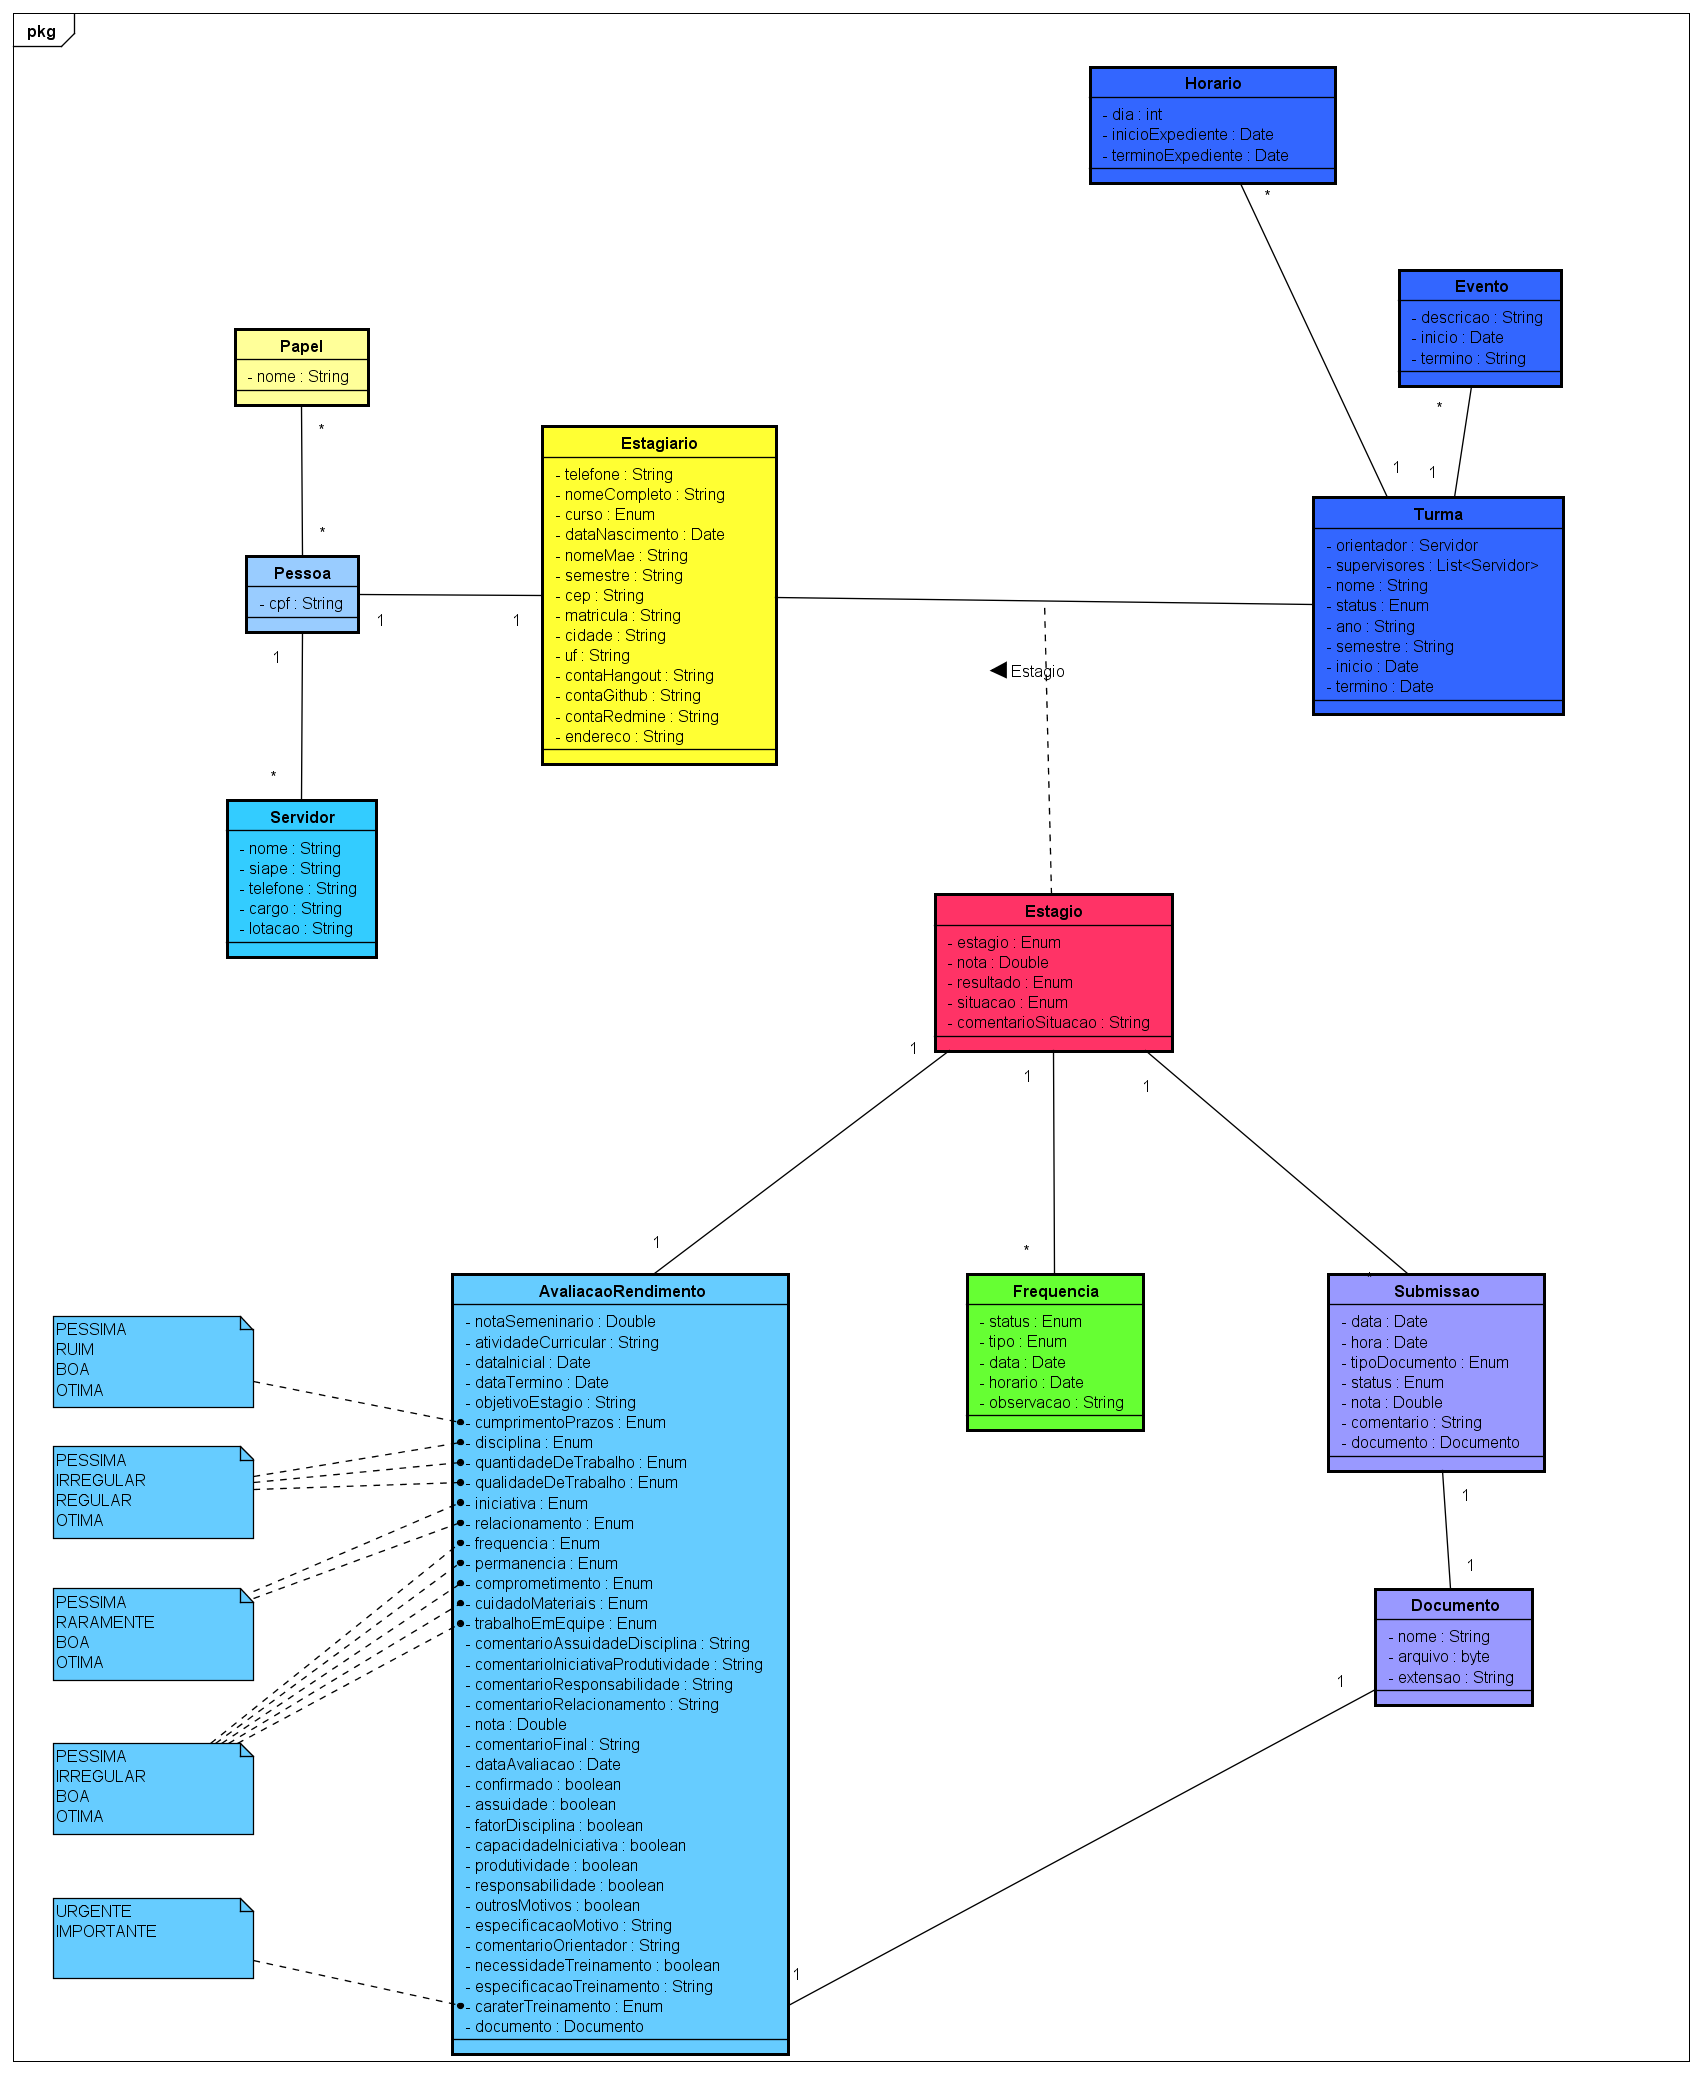 pkg
Horario
- dia : int
- inicioExpediente : Date
- terminoExpediente : Date
*
1
Evento
- descricao : String
- inicio : Date
- termino : String
*
1
Papel
- nome : String
*
*
Pessoa
- cpf : String
1
1
1
*
Estagiario
- telefone : String
- nomeCompleto : String
- curso : Enum
- dataNascimento : Date
- nomeMae : String
- semestre : String
- cep : String
- matricula : String
- cidade : String
- uf : String
- contaHangout : String
- contaGithub : String
- contaRedmine : String
- endereco : String
Turma
- orientador : Servidor
- supervisores : List<Servidor>
- nome : String
- status : Enum
- ano : String
- semestre : String
- inicio : Date
- termino : Date
Estagio
Servidor
- nome : String
- siape : String
- telefone : String
- cargo : String
- lotacao : String
Estagio
- estagio : Enum
- nota : Double
- resultado : Enum
- situacao : Enum
- comentarioSituacao : String
1
1
1
1
*
*
AvaliacaoRendimento
- notaSemeninario : Double
- atividadeCurricular : String
- dataInicial : Date
- dataTermino : Date
- objetivoEstagio : String
- cumprimentoPrazos : Enum
- disciplina : Enum
- quantidadeDeTrabalho : Enum
- qualidadeDeTrabalho : Enum
- iniciativa : Enum
- relacionamento : Enum
- frequencia : Enum
- permanencia : Enum
- comprometimento : Enum
- cuidadoMateriais : Enum
- trabalhoEmEquipe : Enum
- comentarioAssuidadeDisciplina : String
- comentarioIniciativaProdutividade : String
- comentarioResponsabilidade : String
- comentarioRelacionamento : String
- nota : Double
- comentarioFinal : String
- dataAvaliacao : Date
- confirmado : boolean
- assuidade : boolean
- fatorDisciplina : boolean
- capacidadeIniciativa : boolean
- produtividade : boolean
- responsabilidade : boolean
- outrosMotivos : boolean
- especificacaoMotivo : String
- comentarioOrientador : String
- necessidadeTreinamento : boolean
- especificacaoTreinamento : String
- caraterTreinamento : Enum
- documento : Documento
Frequencia
- status : Enum
- tipo : Enum
- data : Date
- horario : Date
- observacao : String
Submissao
- data : Date
- hora : Date
- tipoDocumento : Enum
- status : Enum
- nota : Double
- comentario : String
- documento : Documento
1
1
Documento
- nome : String
- arquivo : byte
- extensao : String
1
1
PESSIMA
RUIM
BOA
OTIMA
PESSIMA
IRREGULAR
REGULAR
OTIMA
PESSIMA
RARAMENTE
BOA
OTIMA
PESSIMA
IRREGULAR
BOA
OTIMA
URGENTE
IMPORTANTE